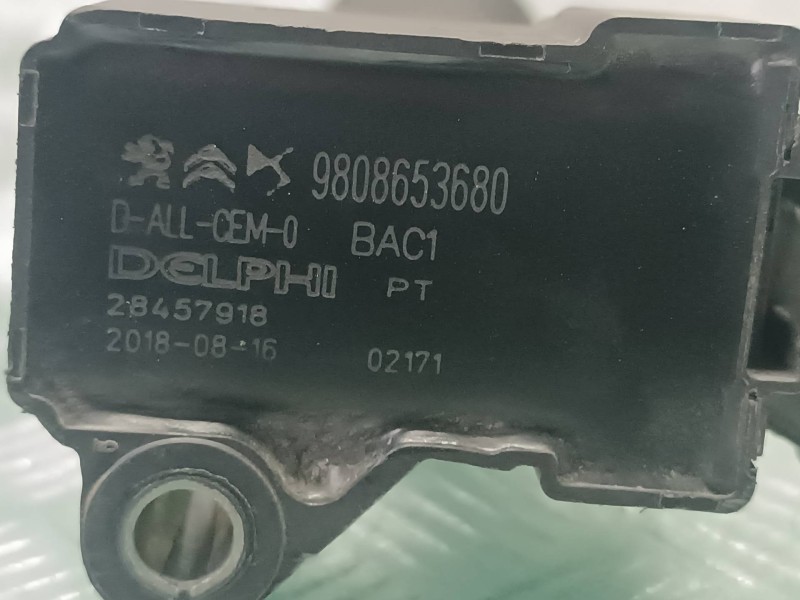 9808653680
D-ALL-CEM-0 BAC1
DELPHI PT
28457918
2018-08-16 02171